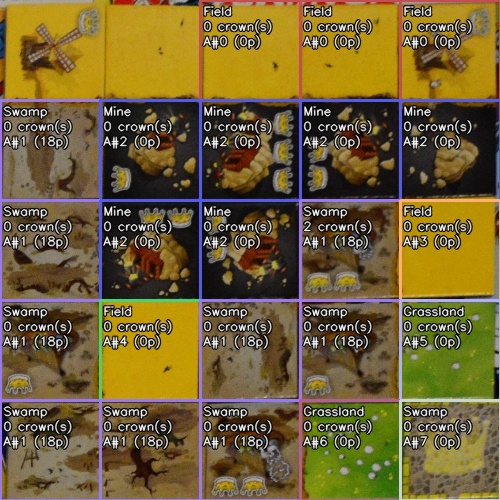 Field
0 crown(s)
A#0 (0p)
Field
0 crown(s)
A#0 (0p)
Field
0 crown(s)
A#0 (0p)
Swamp
0 crown(s)
A#1 (18p)
Mine
0 crown(s)
A#2 (0p)
Mine
0 crown(s)
A#2 (0p)
Mine
0 crown(s)
A#2 (0p)
Mine
0 crown(s)
A#2 (0p)
Swamp
0 crown(s)
A#1 (18p)
Mine
0 crown(s)
A#2 (0p)
Mine
0 crown(s)
A#2 (0p)
Swamp
2 crown(s)
A#1 (18p)
Field
0 crown(s)
A#3 (0p)
Swamp
0 crown(s)
A#1 (18p)
Field
0 crown(s)
A#4 (0p)
Swamp
0 crown(s)
A#1 (18p)
Swamp
0 crown(s)
A#1 (18p)
Grassland
0 crown(s)
A#5 (0p)
Swamp
0 crown(s)
A#1 (18p)
Swamp
0 crown(s)
A#1 (18p)
Swamp
0 crown(s)
A#1 (18p)
Grassland
0 crown(s)
A#6 (0p)
Swamp
0 crown(s)
A#7 (0p)